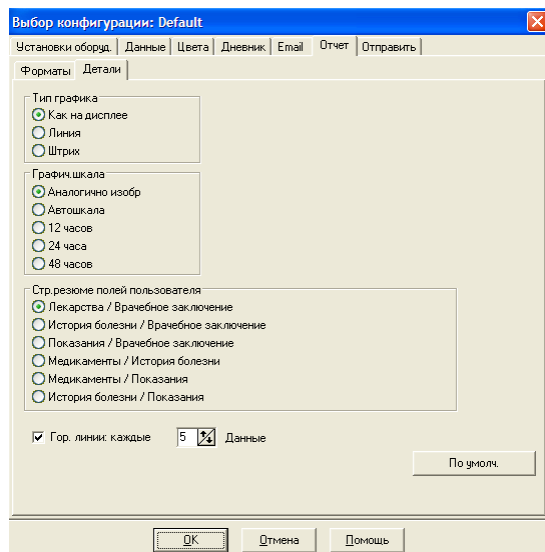 Выбор конфигурации: Default
Установки оборуд. Данные Цвета Дневник Email Отчет Отправить
Форматы Детали
Тип графика
Как на дисплее
Линия
Штрих
Графич.шкала
Аналогично изобр
Автошкала
12 часов
24 часа
48 часов
Стр.резюме полей пользователя
Лекарства / Врачебное заключение
История болезни / Врачебное заключение
Показания / Врачебное заключение
Медикаменты / История болезни
Медикаменты / Показания
История болезни / Показания
Гор. линии: каждые 5 Данные
По умолч.
OK Отмена Помощь